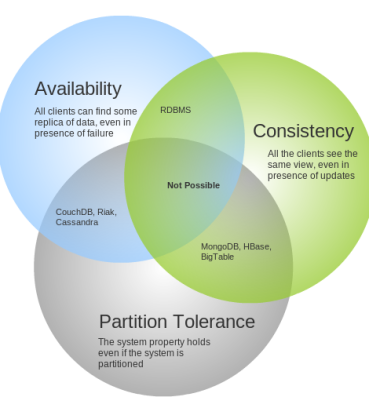 Availability
All clients can find some
replica of data, even in
presence of failure
RDBMS
Consistency
All the clients see the
same view, even in
presence of updates
Not Possible
CouchDB, Riak,
Cassandra
MongoDB, HBase,
BigTable
Partition Tolerance
The system property holds
even if the system is
partitioned